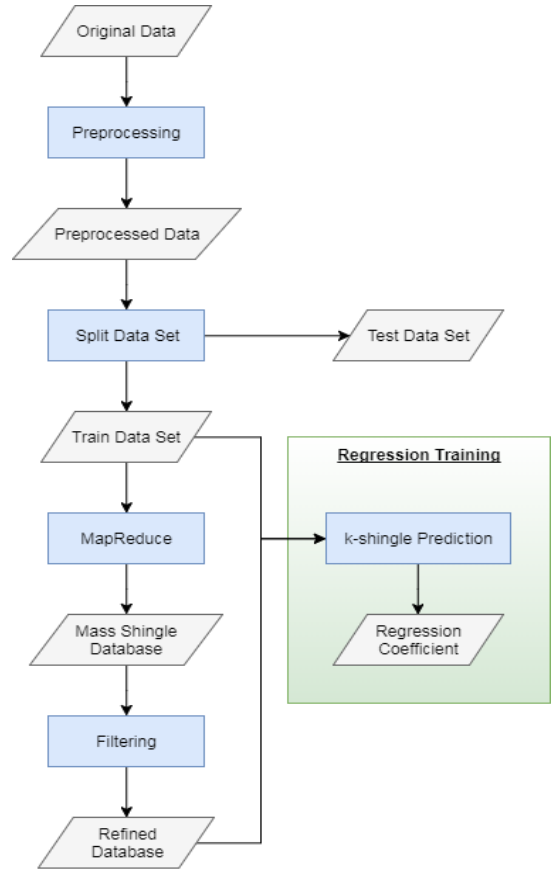 Original Data
Preprocessing
Preprocessed Data
Split Data Set
Test Data Set
Train Data Set
Regression Training
MapReduce
k-shingle Prediction
Mass Shingle
Database
Regression
Coefficient
Filtering
Refined
Database